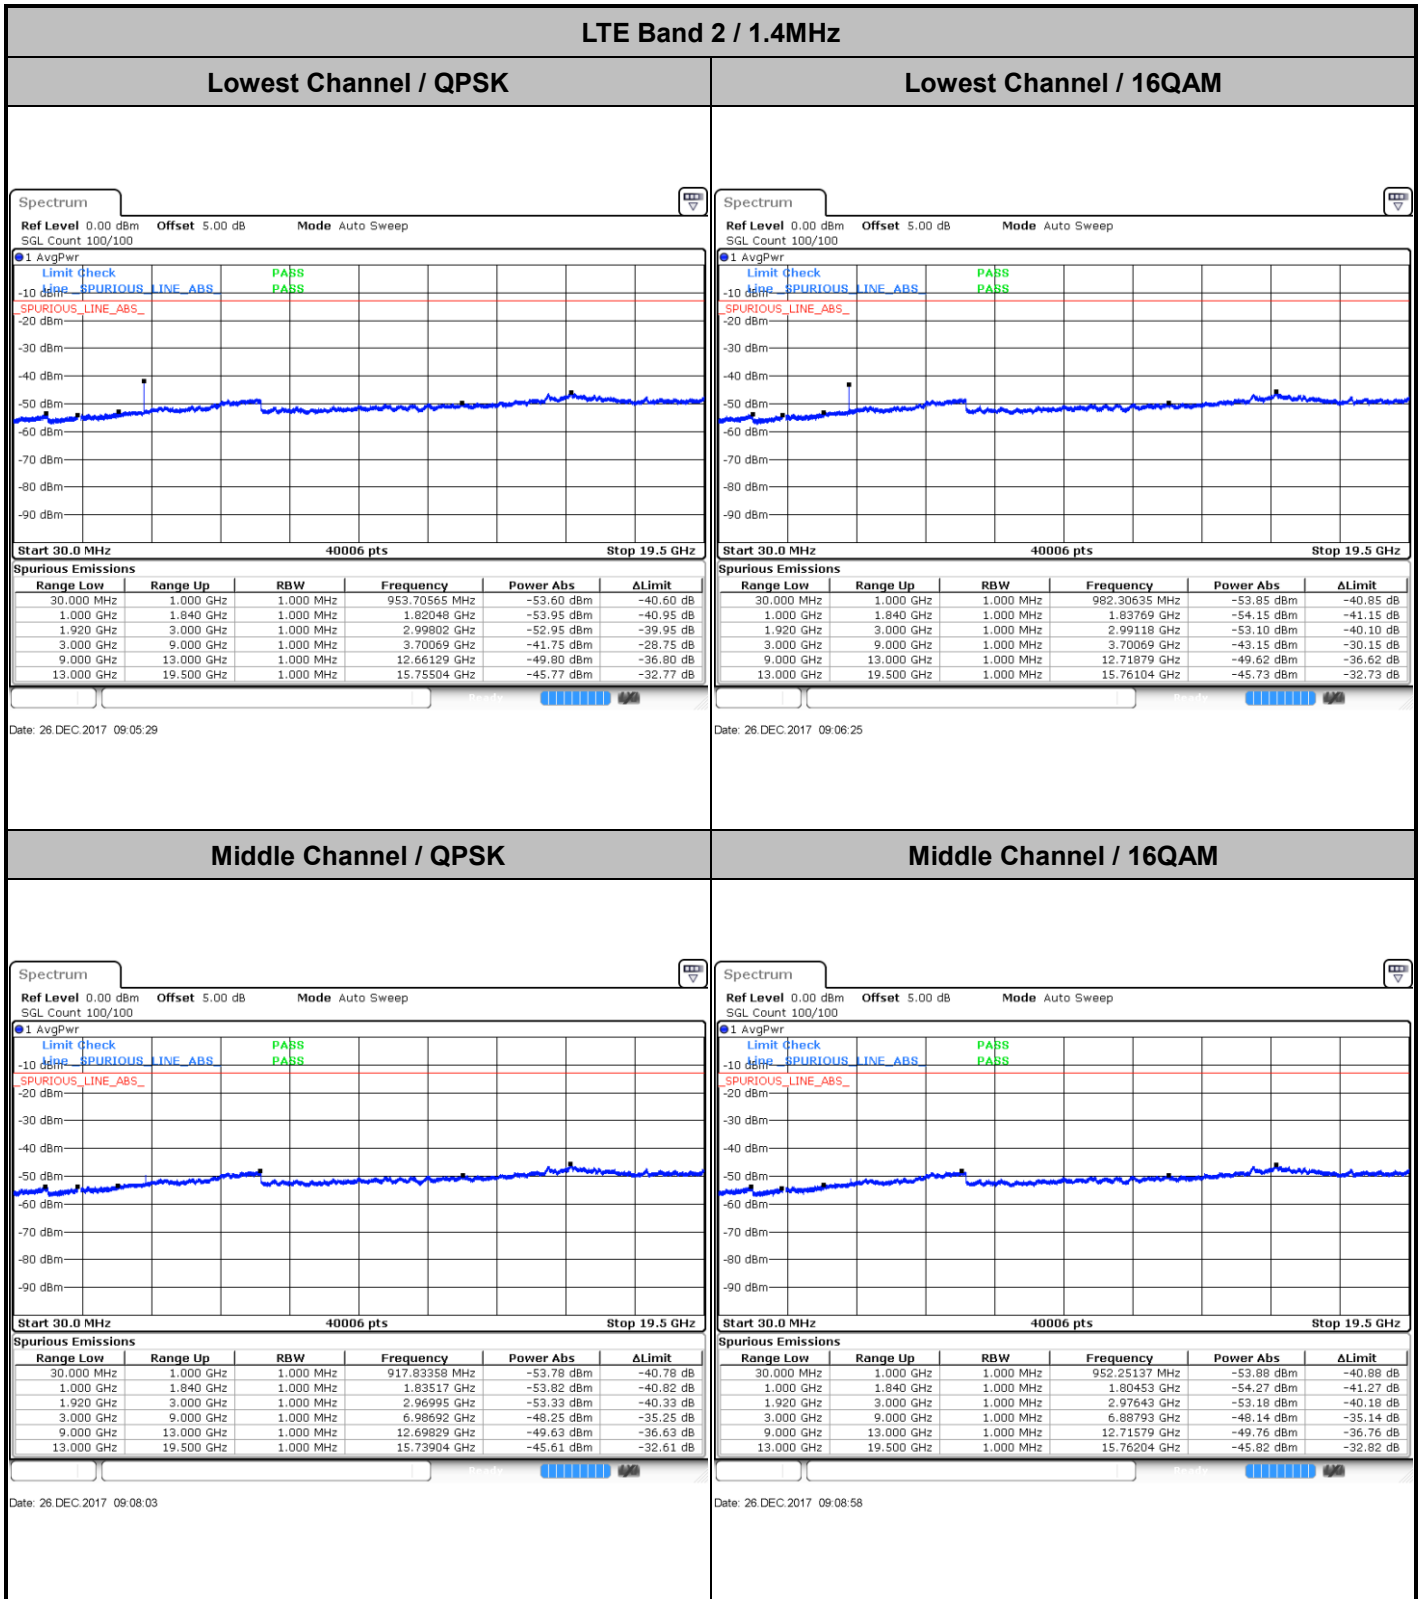 LTE Band 2 / 1.4MHz
Lowest Channel / QPSK
Lowest Channel / 16QAM
Spectrum
Ref Level 0.00 dBm Offset 5.00 dB Mode Auto Sweep
SGL Count 100/100
1 AvgPwr
Limit Check PASS
Line _SPURIOUS_LINE_ABS_ PASS
-10 dBm
_SPURIOUS_LINE_ABS_
-20 dBm
-30 dBm
-40 dBm
-50 dBm
-60 dBm
-70 dBm
-80 dBm
-90 dBm
Start 30.0 MHz 40006 pts Stop 19.5 GHz
Spurious Emissions
Range Low Range Up RBW Frequency Power Abs ΔLimit
30.000 MHz 1.000 GHz 1.000 MHz 953.70565 MHz -53.60 dBm -40.60 dB
1.000 GHz 1.840 GHz 1.000 MHz 1.82048 GHz -53.95 dBm -40.95 dB
1.920 GHz 3.000 GHz 1.000 MHz 2.99802 GHz -52.95 dBm -39.95 dB
3.000 GHz 9.000 GHz 1.000 MHz 3.70069 GHz -41.75 dBm -28.75 dB
9.000 GHz 13.000 GHz 1.000 MHz 12.66129 GHz -49.80 dBm -36.80 dB
13.000 GHz 19.500 GHz 1.000 MHz 15.75504 GHz -45.77 dBm -32.77 dB
Ready
Date: 26.DEC.2017 09:05:29
Spectrum
Ref Level 0.00 dBm Offset 5.00 dB Mode Auto Sweep
SGL Count 100/100
1 AvgPwr
Limit Check PASS
Line _SPURIOUS_LINE_ABS_ PASS
-10 dBm
_SPURIOUS_LINE_ABS_
-20 dBm
-30 dBm
-40 dBm
-50 dBm
-60 dBm
-70 dBm
-80 dBm
-90 dBm
Start 30.0 MHz 40006 pts Stop 19.5 GHz
Spurious Emissions
Range Low Range Up RBW Frequency Power Abs ΔLimit
30.000 MHz 1.000 GHz 1.000 MHz 982.30635 MHz -53.85 dBm -40.85 dB
1.000 GHz 1.840 GHz 1.000 MHz 1.83769 GHz -54.15 dBm -41.15 dB
1.920 GHz 3.000 GHz 1.000 MHz 2.99118 GHz -53.10 dBm -40.10 dB
3.000 GHz 9.000 GHz 1.000 MHz 3.70069 GHz -43.15 dBm -30.15 dB
9.000 GHz 13.000 GHz 1.000 MHz 12.71879 GHz -49.62 dBm -36.62 dB
13.000 GHz 19.500 GHz 1.000 MHz 15.76104 GHz -45.73 dBm -32.73 dB
Ready
Date: 26.DEC.2017 09:06:25
Middle Channel / QPSK
Middle Channel / 16QAM
Spectrum
Ref Level 0.00 dBm Offset 5.00 dB Mode Auto Sweep
SGL Count 100/100
1 AvgPwr
Limit Check PASS
Line _SPURIOUS_LINE_ABS_ PASS
-10 dBm
_SPURIOUS_LINE_ABS_
-20 dBm
-30 dBm
-40 dBm
-50 dBm
-60 dBm
-70 dBm
-80 dBm
-90 dBm
Start 30.0 MHz 40006 pts Stop 19.5 GHz
Spurious Emissions
Range Low Range Up RBW Frequency Power Abs ΔLimit
30.000 MHz 1.000 GHz 1.000 MHz 917.83358 MHz -53.78 dBm -40.78 dB
1.000 GHz 1.840 GHz 1.000 MHz 1.83517 GHz -53.82 dBm -40.82 dB
1.920 GHz 3.000 GHz 1.000 MHz 2.96995 GHz -53.33 dBm -40.33 dB
3.000 GHz 9.000 GHz 1.000 MHz 6.98692 GHz -48.25 dBm -35.25 dB
9.000 GHz 13.000 GHz 1.000 MHz 12.69829 GHz -49.63 dBm -36.63 dB
13.000 GHz 19.500 GHz 1.000 MHz 15.73904 GHz -45.61 dBm -32.61 dB
Ready
Date: 26.DEC.2017 09:08:03
Spectrum
Ref Level 0.00 dBm Offset 5.00 dB Mode Auto Sweep
SGL Count 100/100
1 AvgPwr
Limit Check PASS
Line _SPURIOUS_LINE_ABS_ PASS
-10 dBm
_SPURIOUS_LINE_ABS_
-20 dBm
-30 dBm
-40 dBm
-50 dBm
-60 dBm
-70 dBm
-80 dBm
-90 dBm
Start 30.0 MHz 40006 pts Stop 19.5 GHz
Spurious Emissions
Range Low Range Up RBW Frequency Power Abs ΔLimit
30.000 MHz 1.000 GHz 1.000 MHz 952.25137 MHz -53.88 dBm -40.88 dB
1.000 GHz 1.840 GHz 1.000 MHz 1.80453 GHz -54.27 dBm -41.27 dB
1.920 GHz 3.000 GHz 1.000 MHz 2.97643 GHz -53.18 dBm -40.18 dB
3.000 GHz 9.000 GHz 1.000 MHz 6.88793 GHz -48.14 dBm -35.14 dB
9.000 GHz 13.000 GHz 1.000 MHz 12.71579 GHz -49.76 dBm -36.76 dB
13.000 GHz 19.500 GHz 1.000 MHz 15.76204 GHz -45.82 dBm -32.82 dB
Ready
Date: 26.DEC.2017 09:08:58